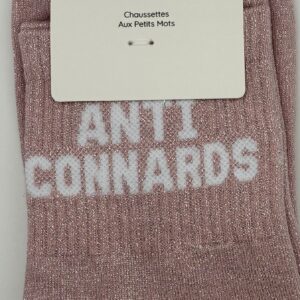 Chaussettes
Aux Petits Mots
ANTI
CONNARDS